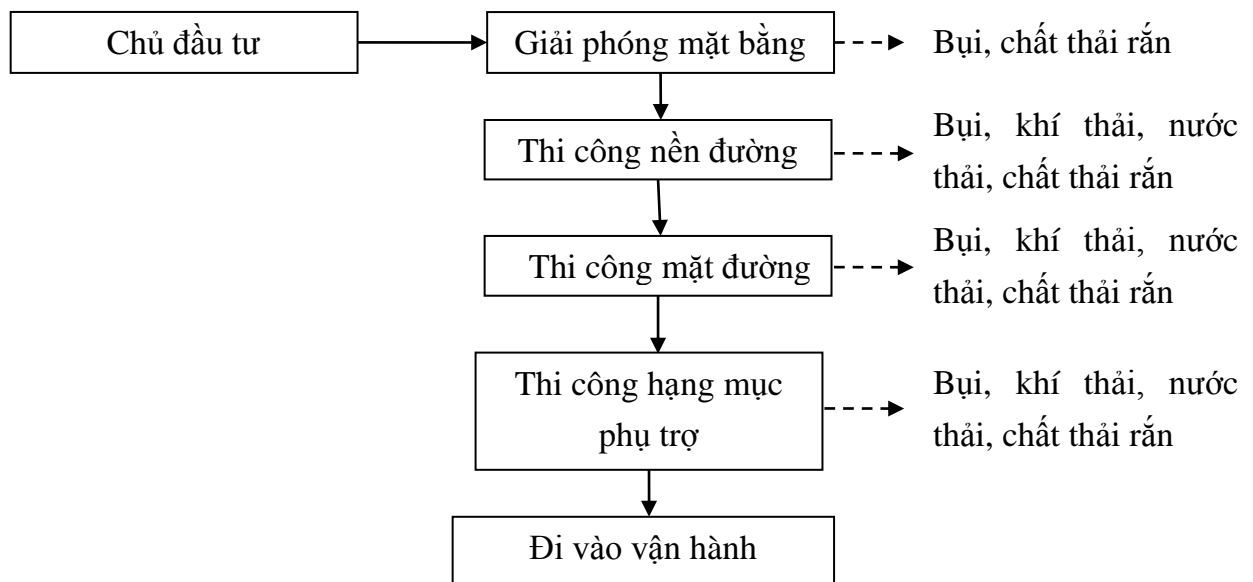 Chủ đầu tư
Giải phóng mặt bằng
Bụi, chất thải rắn
Thi công nền đường
Bụi, khí thải, nước
thải, chất thải rắn
Thi công mặt đường
Bụi, khí thải, nước
thải, chất thải rắn
Thi công hạng mục
phụ trợ
Bụi, khí thải, nước
thải, chất thải rắn
Đi vào vận hành